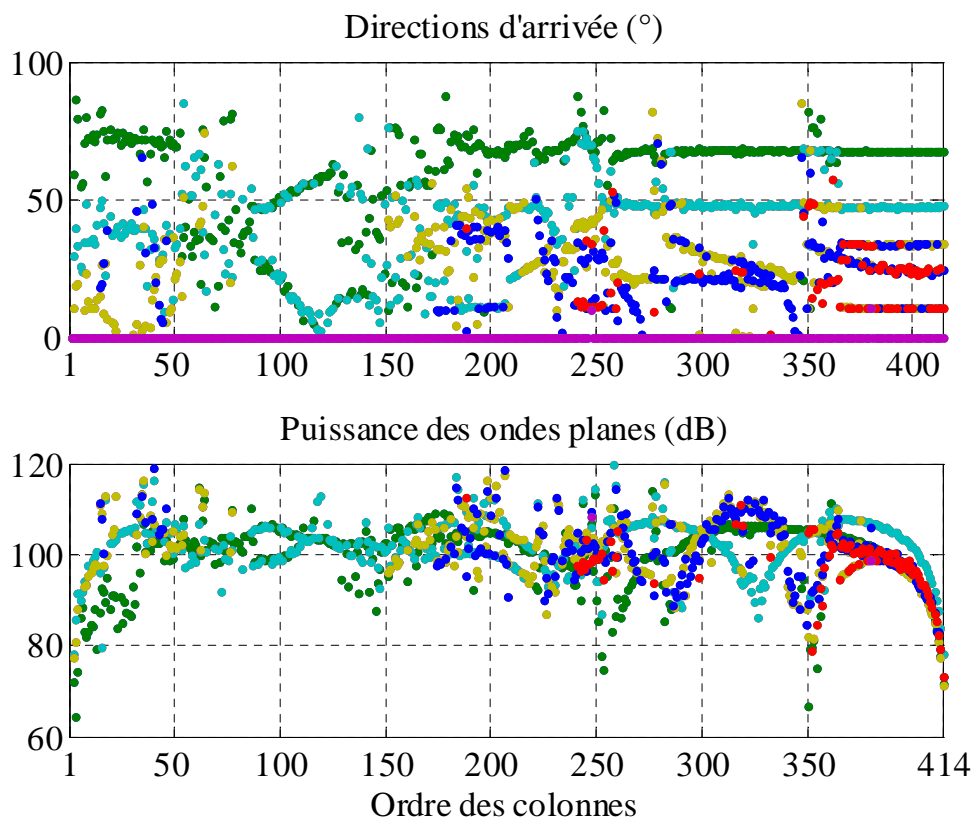 Directions d'arrivée (°)
100
50
0
1 50 100 150 200 250 300 350 400
Puissance des ondes planes (dB)
120
100
80
60
1 50 100 150 200 250 300 350 414
Ordre des colonnes